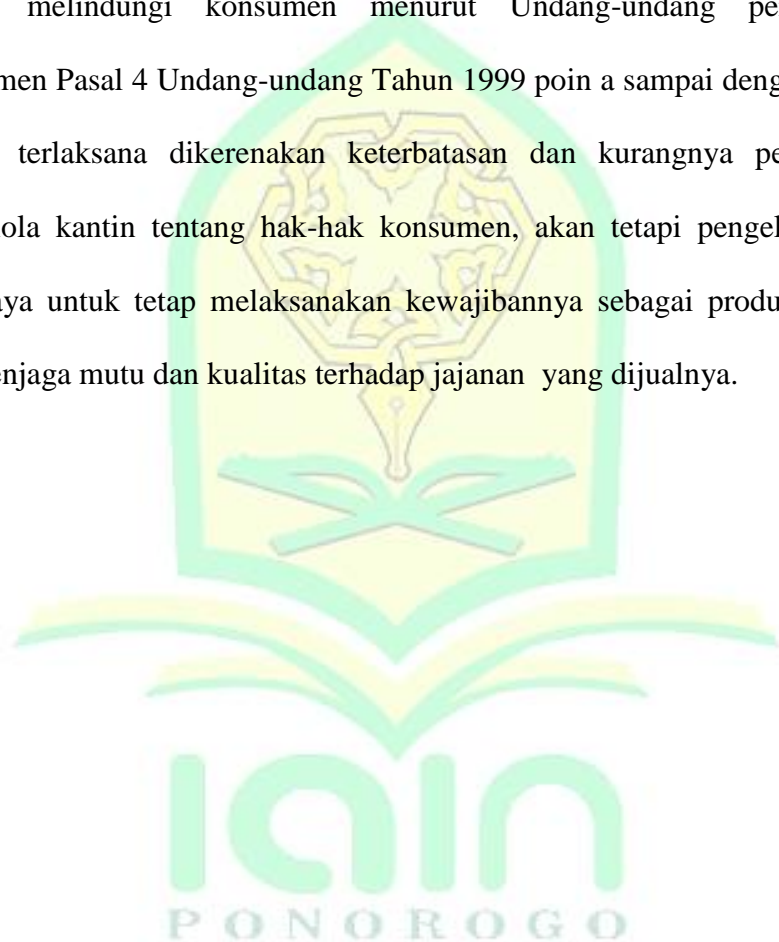 melindungi konsumen menurut Undang-undang pe
men Pasal 4 Undang-undang Tahun 1999 poin a sampai deng
terlaksana dikerenakan keterbatasan dan kurangnya pe
ola kantin tentang hak-hak konsumen, akan tetapi pengel
aya untuk tetap melaksanakan kewajibannya sebagai produ
enjaga mutu dan kualitas terhadap jajanan yang dijualnya.
iain
PONOROGO